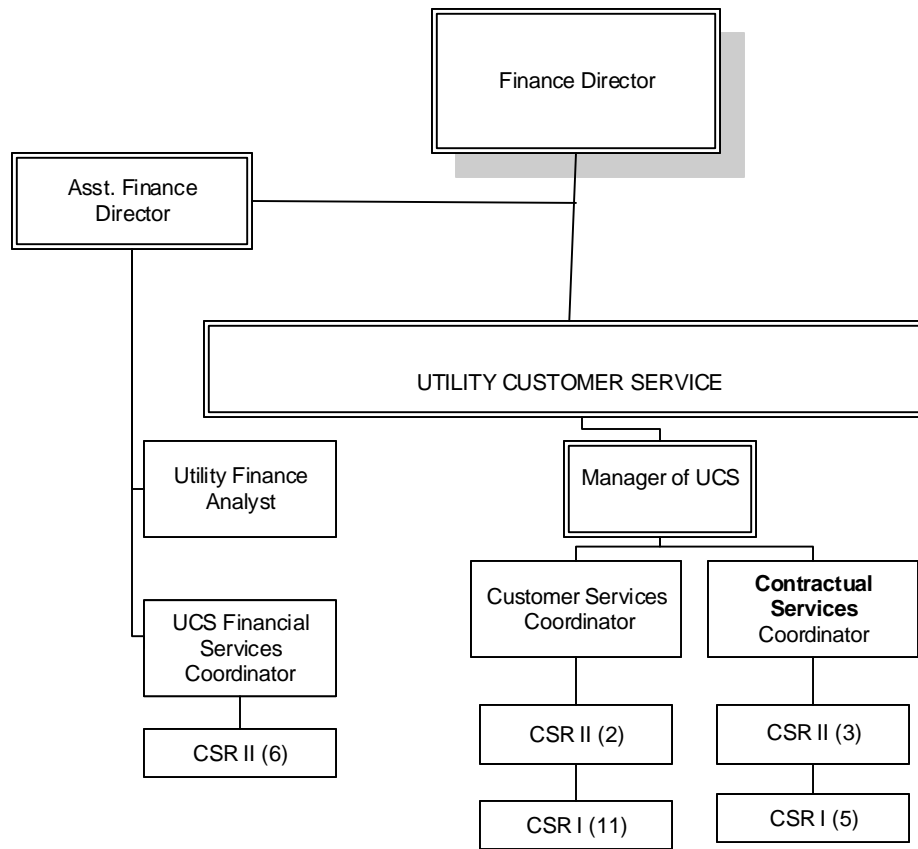 Finance Director
Asst. Finance
Director
UTILITY CUSTOMER SERVICE
Utility Finance
Analyst
Manager of UCS
Customer Services
Coordinator
Contractual
Services
Coordinator
UCS Financial
Services
Coordinator
CSR II (6)
CSR II (2)
CSR II (3)
CSR I (11)
CSR I (5)